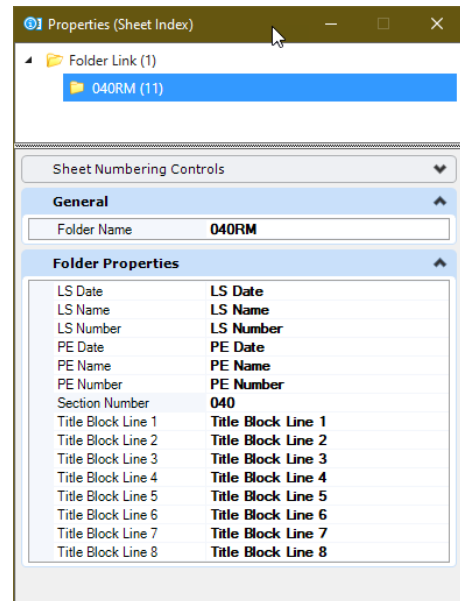 Properties (Sheet Index)
Folder Link (1)
040RM (11)
Sheet Numbering Controls
General
Folder Name 040RM
Folder Properties
LS Date LS Date
LS Name LS Name
LS Number LS Number
PE Date PE Date
PE Name PE Name
PE Number PE Number
Section Number 040
Title Block Line 1 Title Block Line 1
Title Block Line 2 Title Block Line 2
Title Block Line 3 Title Block Line 3
Title Block Line 4 Title Block Line 4
Title Block Line 5 Title Block Line 5
Title Block Line 6 Title Block Line 6
Title Block Line 7 Title Block Line 7
Title Block Line 8 Title Block Line 8